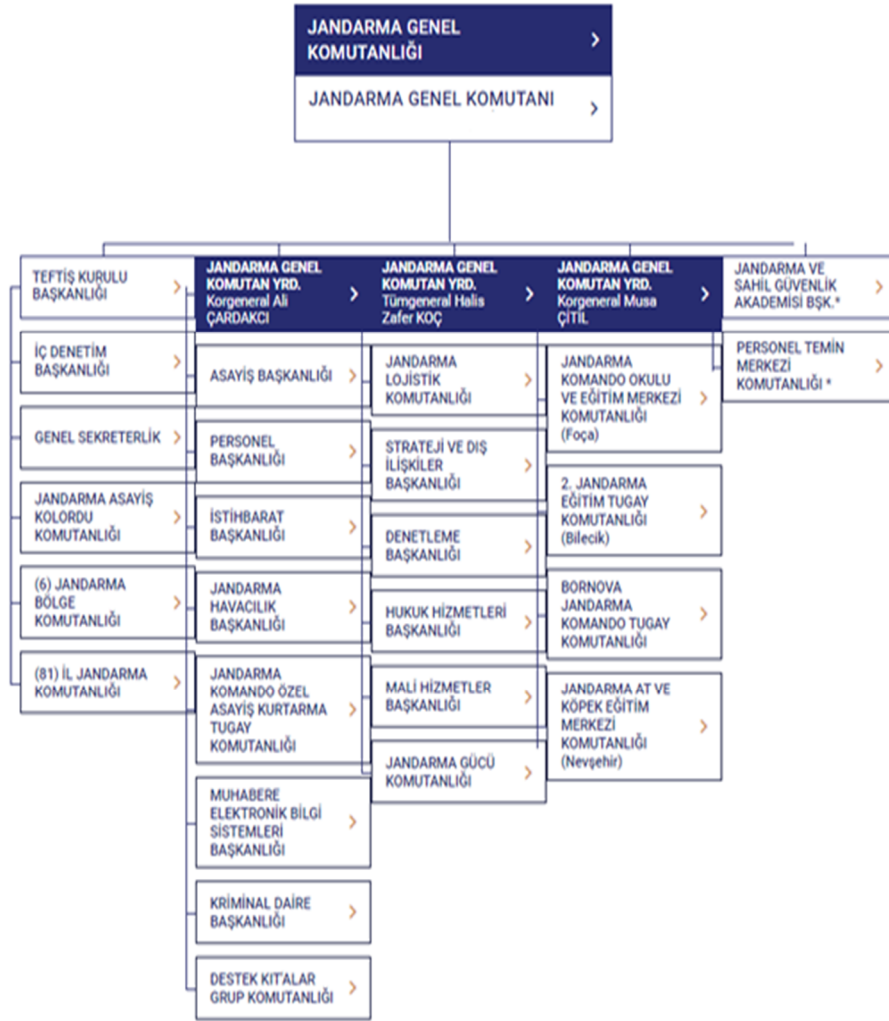 JANDARMA GENEL
KOMUTANLIĞI
JANDARMA GENEL KOMUTANI
TEFTİŞ KURULU
BAŞKANLIĞI
İÇ DENETİM
BAŞKANLIĞI
GENEL SEKRETERLİK
JANDARMA ASAYİŞ
KOLORDU
KOMUTANLIĞI
(6) JANDARMA
BÖLGE
KOMUTANLIĞI
(81) İL JANDARMA
KOMUTANLIĞI
JANDARMA GENEL
KOMUTAN YRD.
Korgeneral Ali
ÇARDAKCI
ASAYİŞ BAŞKANLIĞI
PERSONEL
BAŞKANLIĞI
İSTİHBARAT
BAŞKANLIĞI
JANDARMA
HAVACILIK
BAŞKANLIĞI
JANDARMA
KOMANDO ÖZEL
ASAYİŞ KURTARMA
TUGAY
KOMUTANLIĞI
MUHABERE
ELEKTRONİK BİLGİ
SİSTEMLERİ
BAŞKANLIĞI
KRİMİNAL DAİRE
BAŞKANLIĞI
DESTEK KIT'ALAR
GRUP KOMUTANLIĞI
JANDARMA GENEL
KOMUTAN YRD.
Tümgeneral Halis
Zafer KOÇ
JANDARMA
LOJİSTİK
KOMUTANLIĞI
STRATEJİ VE DIŞ
İLİŞKİLER
BAŞKANLIĞI
DENETLEME
BAŞKANLIĞI
HUKUK HİZMETLERİ
BAŞKANLIĞI
MALİ HİZMETLER
BAŞKANLIĞI
JANDARMA GÜCÜ
KOMUTANLIĞI
JANDARMA GENEL
KOMUTAN YRD.
Korgeneral Musa
ÇİTİL
JANDARMA
KOMANDO OKULU
VE EĞİTİM MERKEZİ
KOMUTANLIĞI
(Foça)
2. JANDARMA
EĞİTİM TUGAY
KOMUTANLIĞI
(Bilecik)
BORNOVA
JANDARMA
KOMANDO TUGAY
KOMUTANLIĞI
JANDARMA AT VE
KÖPEK EĞİTİM
MERKEZİ
KOMUTANLIĞI
(Nevşehir)
JANDARMA VE
SAHİL GÜVENLİK
AKADEMİSİ BŞK.*
PERSONEL TEMİN
MERKEZİ
KOMUTANLIĞI *